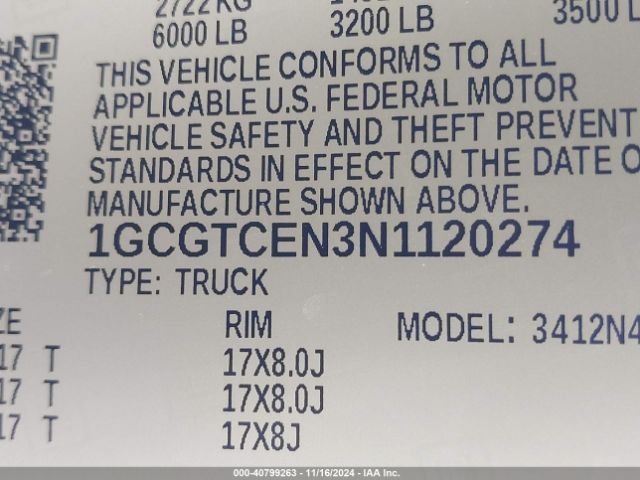 2722 KG
6000 LB 3200 LB 3500 L
THIS VEHICLE CONFORMS TO ALL
APPLICABLE U.S. FEDERAL MOTOR
VEHICLE SAFETY AND THEFT PREVENT
STANDARDS IN EFFECT ON THE DATE O
MANUFACTURE SHOWN ABOVE.
1GCGTCEN3N1120274
TYPE: TRUCK
ZE RIM MODEL: 3412N4
17 T 17X8.0J
17 T 17X8.0J
17 T 17X8J
000-40799263 - 11/16/2024 - IAA Inc.